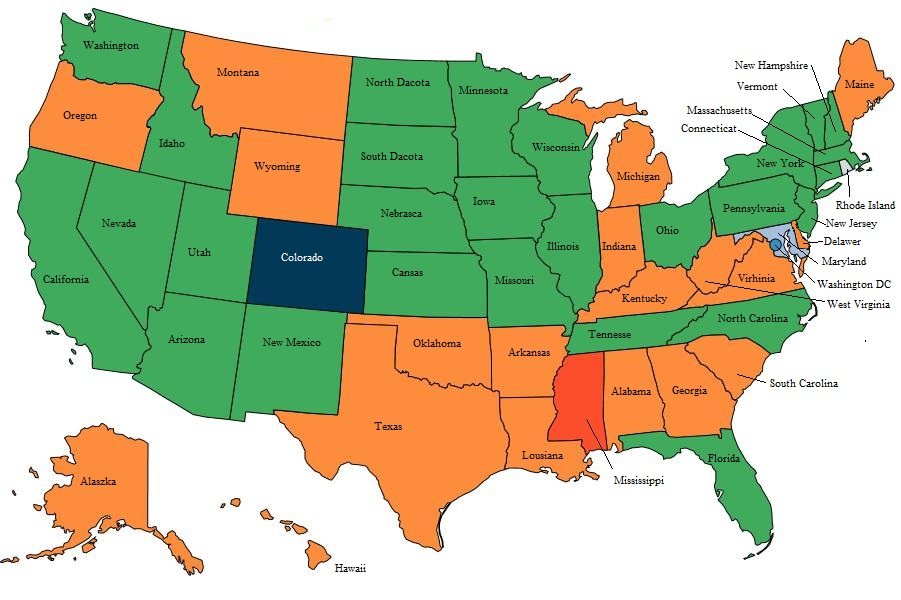 Washington
Montana
North Dacota
Minnesota
New Hampshire
Vermont
Maine
Oregon
Massachusetts
Connecticat
Idaho
South Dacota
Wisconsin
Wyoming
Michigan
New York
Rhode Island
Nevada
Nebrasca
Iowa
Pennsylvania
New Jersey
Utah
Colorado
Illinois
Indiana
Ohio
Delawer
Maryland
California
Cansas
Missouri
Virhinia
Washington DC
Kentucky
West Virginia
Arizona
New Mexico
Oklahoma
Arkansas
Tennesse
North Carolina
South Carolina
Texas
Alabama
Georgia
Lousiana
Florida
Mississippi
Alaszka
Hawaii